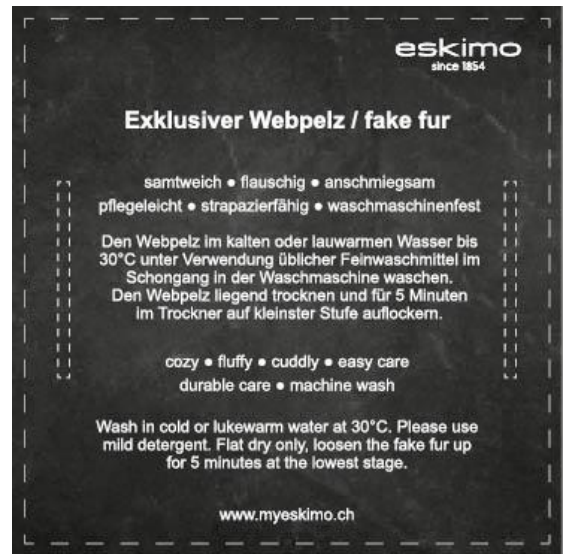 eskimo
since 1854
Exklusiver Webpelz / fake fur
samtweich ● flauschig ● anschmiegsam
pflegeleicht ● strapazierfähig ● waschmaschinenfest
Den Webpelz im kalten oder lauwarmen Wasser bis
30°C unter Verwendung üblicher Feinwaschmittel im
Schongang in der Waschmaschine waschen.
Den Webpelz liegend trocknen und für 5 Minuten
im Trockner auf kleinster Stufe auflockern.
cozy ● fluffy ● cuddly ● easy care
durable care ● machine wash
Wash in cold or lukewarm water at 30°C. Please use
mild detergent. Flat dry only, loosen the fake fur up
for 5 minutes at the lowest stage.
www.myeskimo.ch